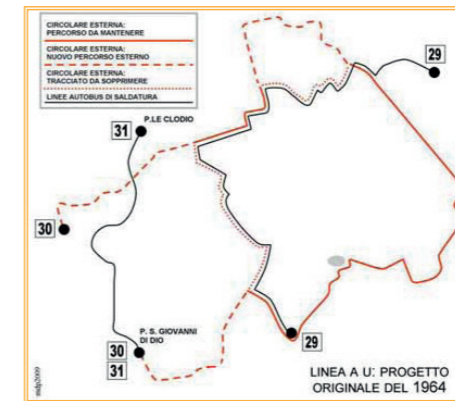 CIRCOLARE ESTERNA:
PERCORSO DA MANTENERE
CIRCOLARE ESTERNA:
NUOVO PERCORSO ESTERNO
CIRCOLARE ESTERNA:
TRACCIATO DA SOPPRIMERE
LINEE AUTOBUS DI SALDATURA
29
31
P.LE CLODIO
30
P. S. GIOVANNI
DI DIO
30
31
29
LINEA A U: PROGETTO
ORIGINALE DEL 1964
mdp2009